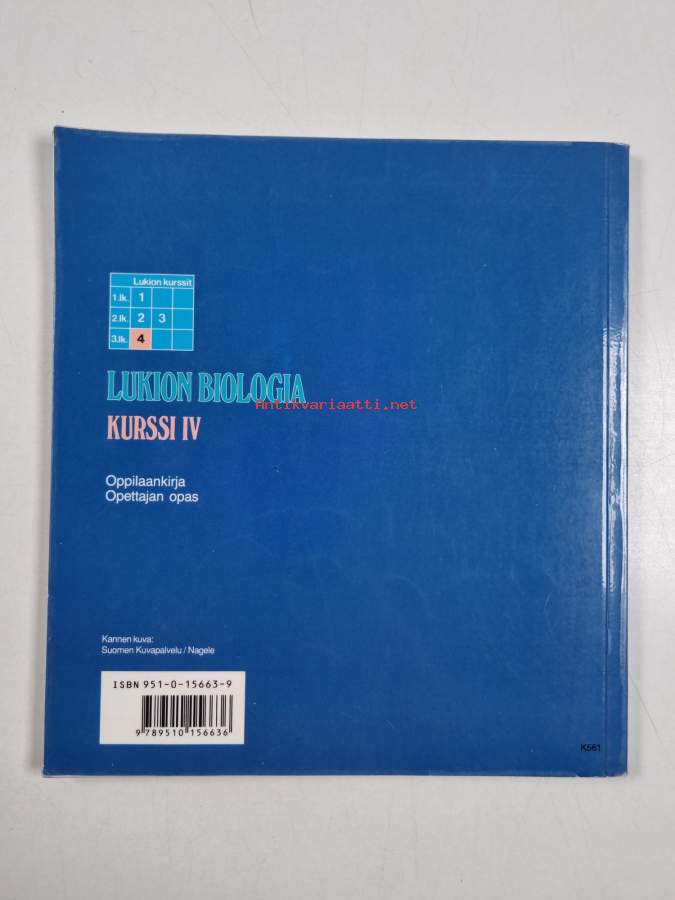 Lukion kurssit
1.lk. 1
2.lk. 2 3
3.lk. 4
LUKION BIOLOGIA
Antikvariaatti.net
KURSSI IV
Oppilaankirja
Opettajan opas
Kannen kuva:
Suomen Kuvapalvelu / Nagele
ISBN 951-0-15663-9
9 789510 156636
K561